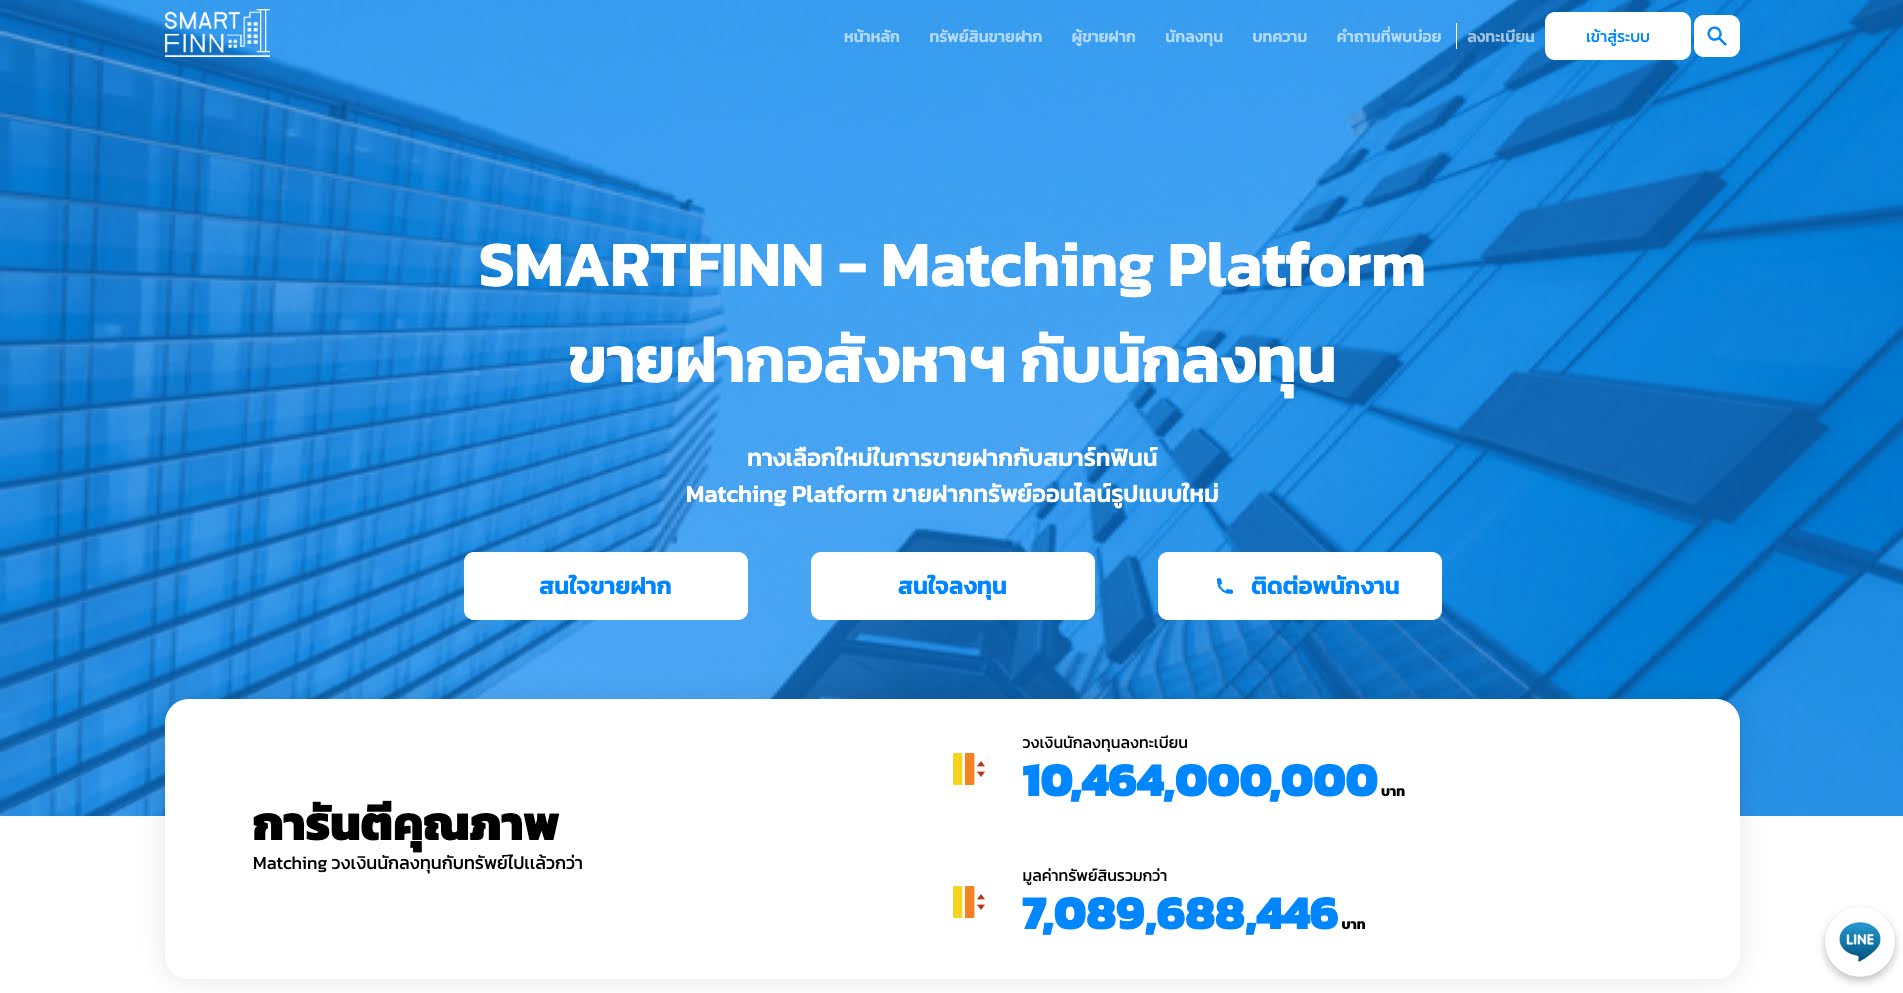 SMART
FINN
หน้าหลัก
ทรัพย์สินขายฝาก
ผู้ขายฝาก
นักลงทุน
บทความ
คำถามที่พบบ่อย
ลงทะเบียน
เข้าสู่ระบบ
SMARTFINN - Matching Platform
ขายฝากอสังหาฯ กับนักลงทุน
ทางเลือกใหม่ในการขายฝากกับสมาร์ทฟินน์
Matching Platform ขายฝากทรัพย์ออนไลน์รูปแบบใหม่
สนใจขายฝาก
สนใจลงทุน
ติดต่อพนักงาน
การันตีคุณภาพ
Matching วงเงินนักลงทุนกับทรัพย์ไปแล้วกว่า
วงเงินนักลงทุนลงทะเบียน
10,464,000,000 บาท
มูลค่าทรัพย์สินรวมกว่า
7,089,688,446 บาท
LINE